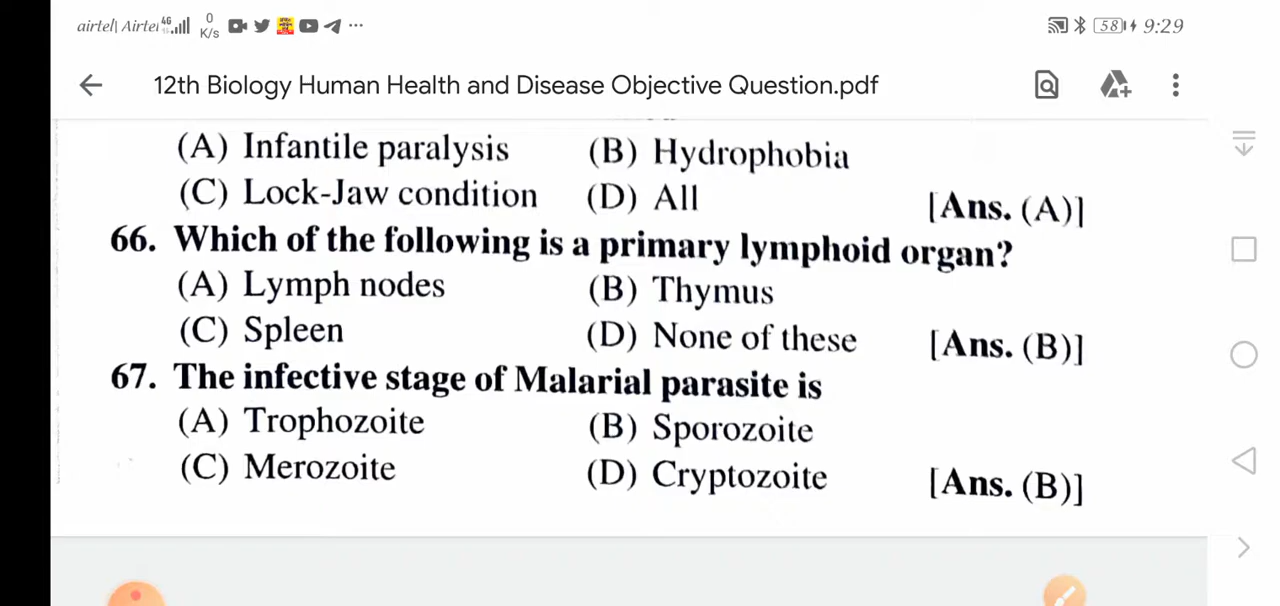 airtel| Airtel 4G 0 K/s ... 58 9:29
12th Biology Human Health and Disease Objective Question.pdf
(A) Infantile paralysis (B) Hydrophobia
(C) Lock-Jaw condition (D) All [Ans. (A)]
66. Which of the following is a primary lymphoid organ?
(A) Lymph nodes (B) Thymus
(C) Spleen (D) None of these [Ans. (B)]
67. The infective stage of Malarial parasite is
(A) Trophozoite (B) Sporozoite
(C) Merozoite (D) Cryptozoite [Ans. (B)]